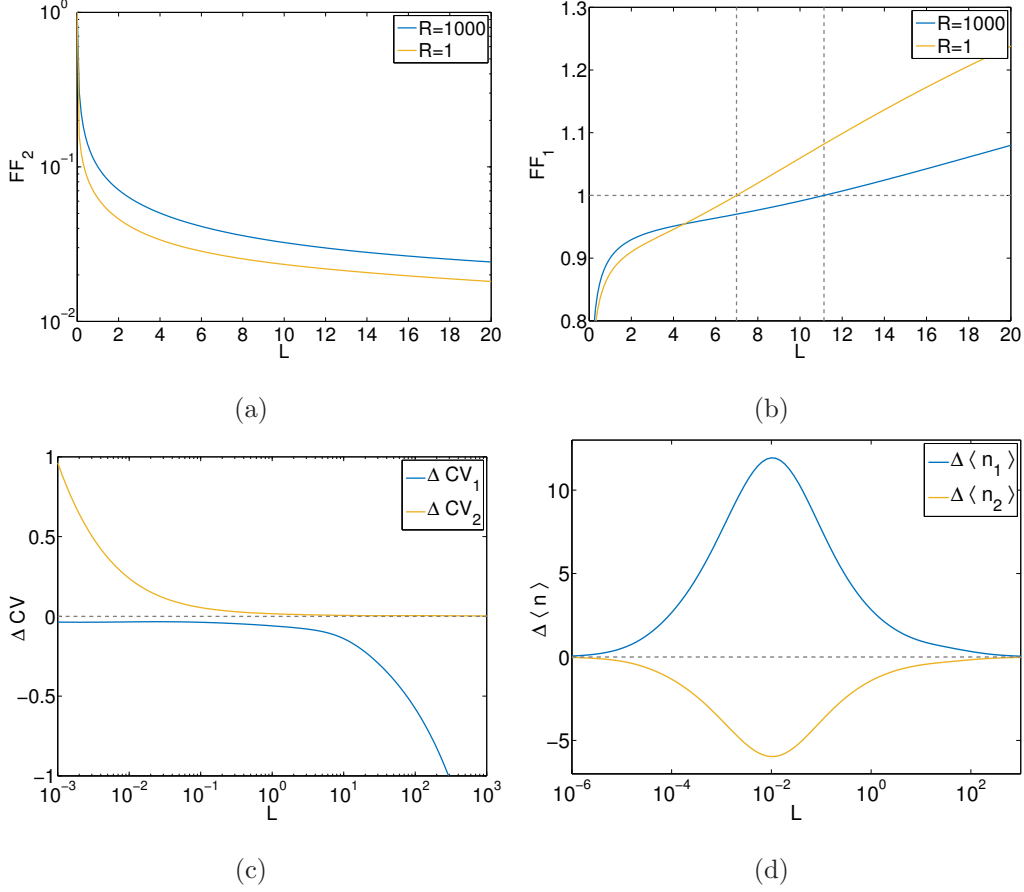 10^0
10^-1
10^-2
FF_2
0 2 4 6 8 10 12 14 16 18 20
L
R=1000
R=1
(a)
1.3
1.2
1.1
1
0.9
0.8
FF_1
0 2 4 6 8 10 12 14 16 18 20
L
R=1000
R=1
(b)
1
0.5
0
−0.5
−1
Δ CV
10^-3 10^-2 10^-1 10^0 10^1 10^2 10^3
L
Δ CV_1
Δ CV_2
(c)
10
5
0
−5
Δ ⟨ n ⟩
10^-6 10^-4 10^-2 10^0 10^2
L
Δ ⟨ n_1 ⟩
Δ ⟨ n_2 ⟩
(d)